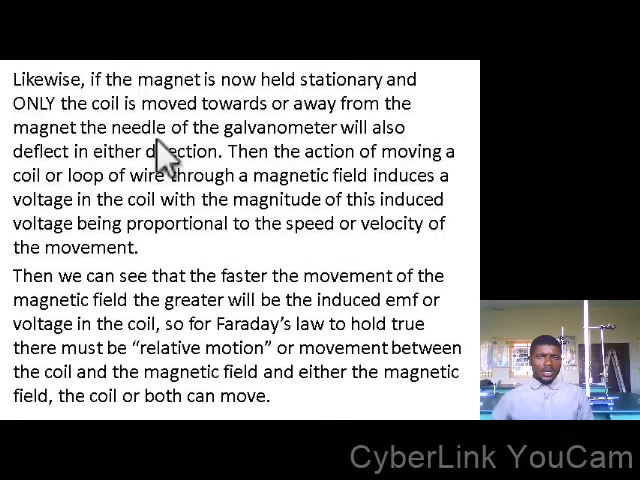 Likewise, if the magnet is now held stationary and
ONLY the coil is moved towards or away from the
magnet the needle of the galvanometer will also
deflect in either direction. Then the action of moving a
coil or loop of wire through a magnetic field induces a
voltage in the coil with the magnitude of this induced
voltage being proportional to the speed or velocity of
the movement.
Then we can see that the faster the movement of the
magnetic field the greater will be the induced emf or
voltage in the coil, so for Faraday's law to hold true
there must be “relative motion” or movement between
the coil and the magnetic field and either the magnetic
field, the coil or both can move.
CyberLink YouCam